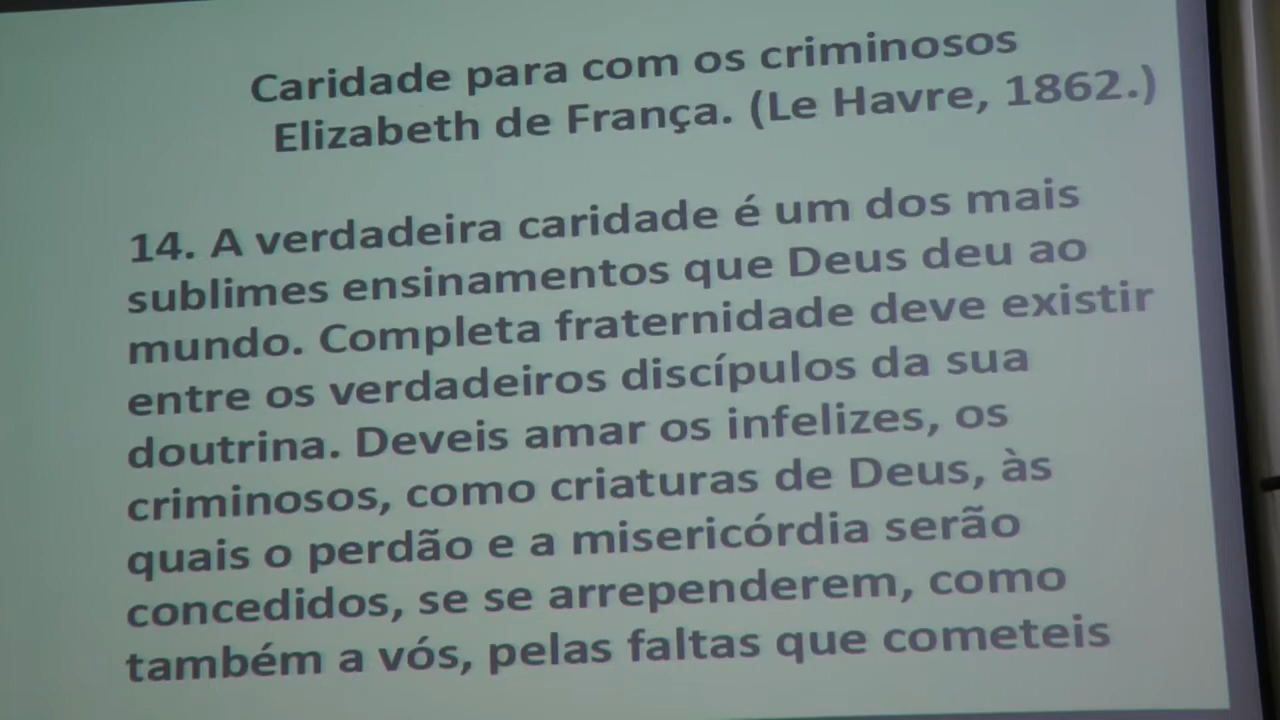 Caridade para com os criminosos
Elizabeth de França. (Le Havre, 1862.)
14. A verdadeira caridade é um dos mais
sublimes ensinamentos que Deus deu ao
mundo. Completa fraternidade deve existir
entre os verdadeiros discípulos da sua
doutrina. Deveis amar os infelizes, os
criminosos, como criaturas de Deus, às
quais o perdão e a misericórdia serão
concedidos, se se arrependerem, como
também a vós, pelas faltas que cometeis